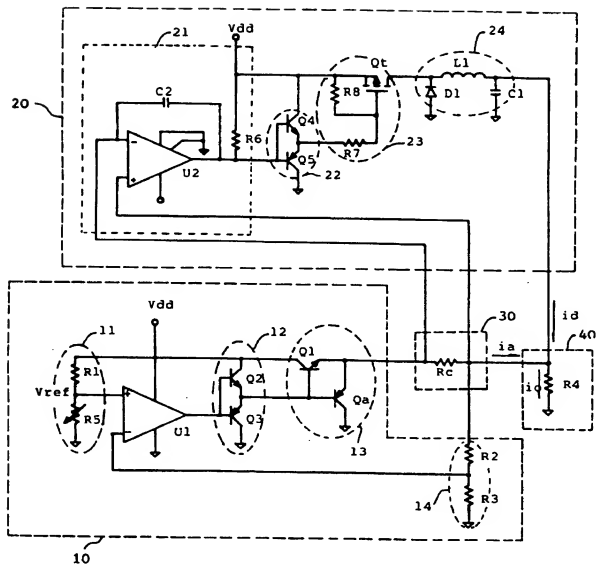 21
Vdd
24
Qt
L1
20
C2
R8
D1
C1
R6
Q4
-
+
U2
Q5
R7
23
22
30
id
40
ia
11
Vdd
12
Q1
Rc
io
R4
R1
Q2
Vref
+
Qa
R5
-
U1
Q3
13
R2
14
R3
10